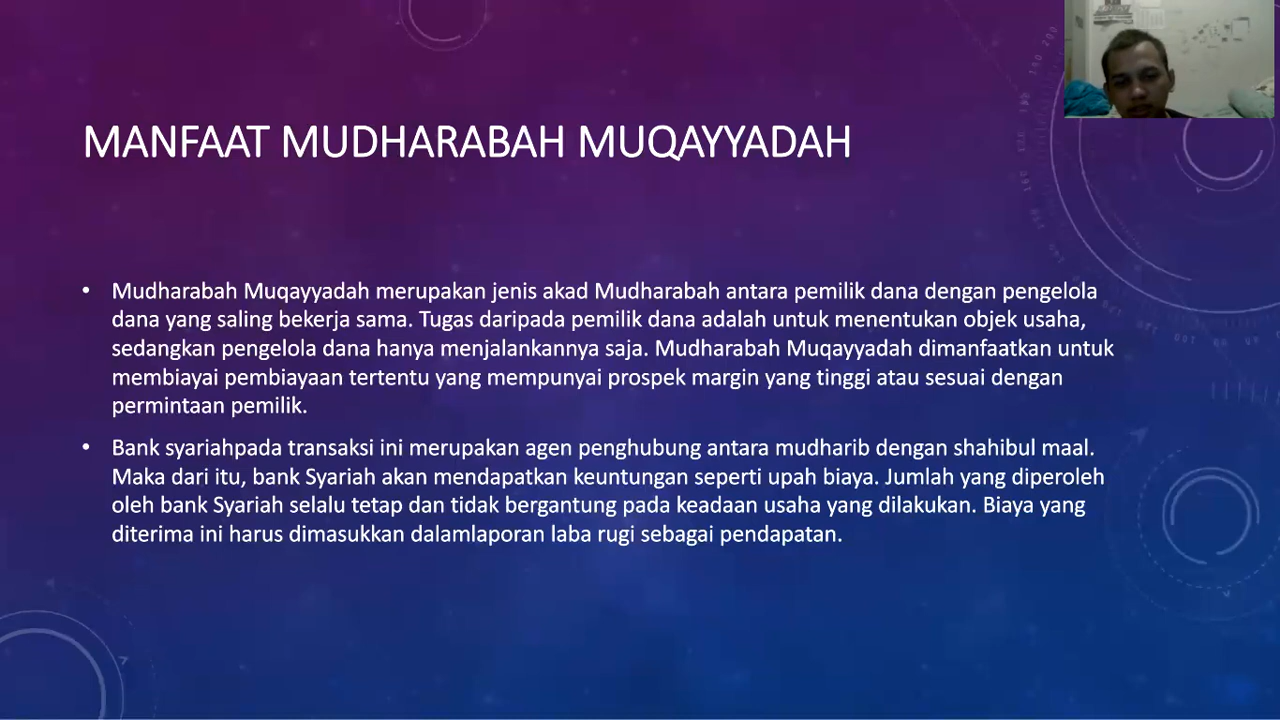 MANFAAT MUDHARABAH MUQAYYADAH
• Mudharabah Muqayyadah merupakan jenis akad Mudharabah antara pemilik dana dengan pengelola
dana yang saling bekerja sama. Tugas daripada pemilik dana adalah untuk menentukan objek usaha,
sedangkan pengelola dana hanya menjalankannya saja. Mudharabah Muqayyadah dimanfaatkan untuk
membiayai pembiayaan tertentu yang mempunyai prospek margin yang tinggi atau sesuai dengan
permintaan pemilik.
• Bank syariahpada transaksi ini merupakan agen penghubung antara mudharib dengan shahibul maal.
Maka dari itu, bank Syariah akan mendapatkan keuntungan seperti upah biaya. Jumlah yang diperoleh
oleh bank Syariah selalu tetap dan tidak bergantung pada keadaan usaha yang dilakukan. Biaya yang
diterima ini harus dimasukkan dalamlaporan laba rugi sebagai pendapatan.